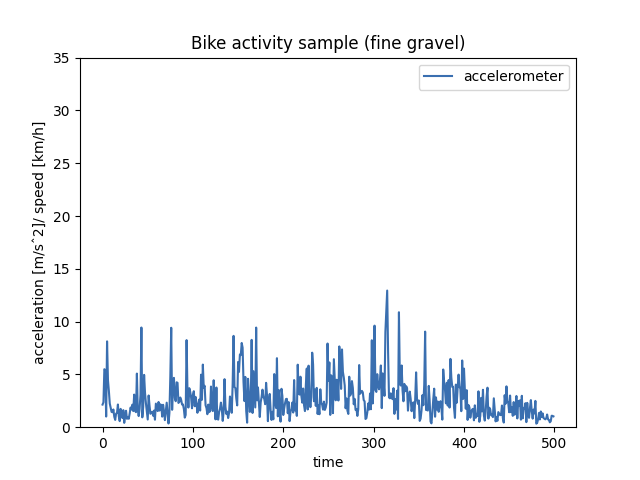 Bike activity sample (fine gravel)
accelerometer
acceleration [m/s^2]/ speed [km/h]
35
30
25
20
15
10
5
0
0 100 200 300 400 500
time